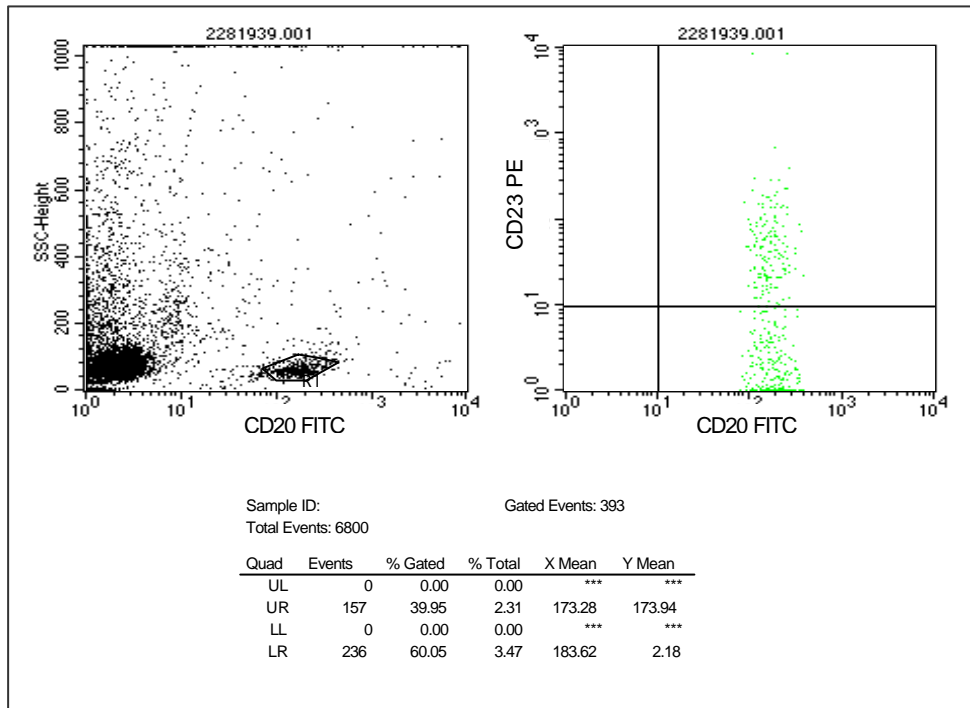 2281939.001
SSC-Height
1000
800
600
400
200
0
10^0 10^1 10^2 10^3 10^4
CD20 FITC
R1
2281939.001
CD23 PE
10^4
10^3
10^1
10^0
10^0 10^1 10^2 10^3 10^4
CD20 FITC
Sample ID: Gated Events: 393
Total Events: 6800
Quad Events % Gated % Total X Mean Y Mean
UL 0 0.00 0.00 *** ***
UR 157 39.95 2.31 173.28 173.94
LL 0 0.00 0.00 *** ***
LR 236 60.05 3.47 183.62 2.18